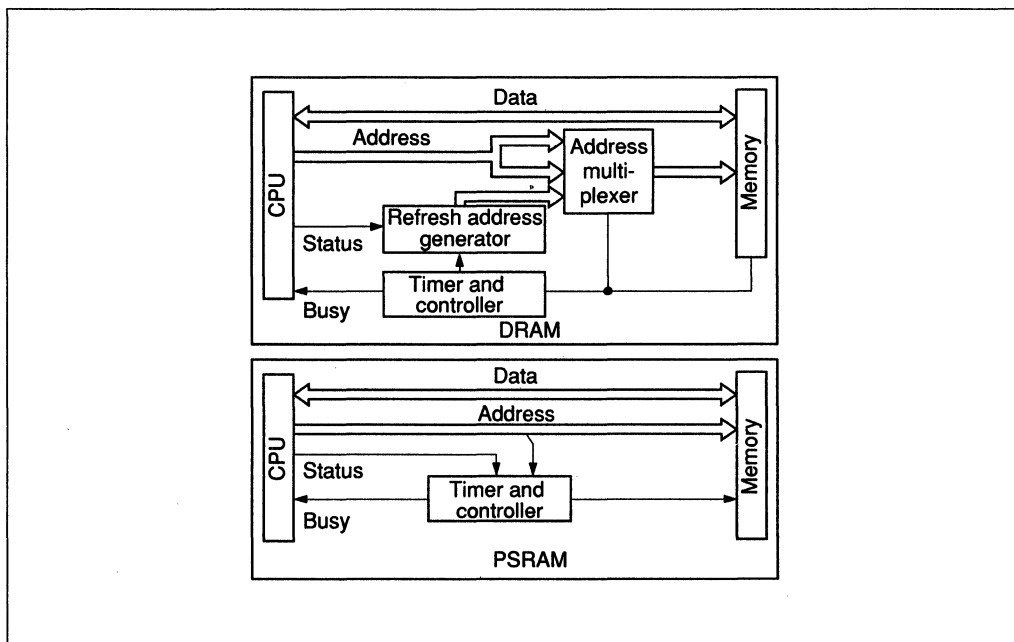 Data
Address
Address
multi-
plexer
CPU
Memory
Refresh address
generator
Status
Timer and
controller
Busy
DRAM
Data
Address
CPU
Memory
Status
Timer and
controller
Busy
PSRAM